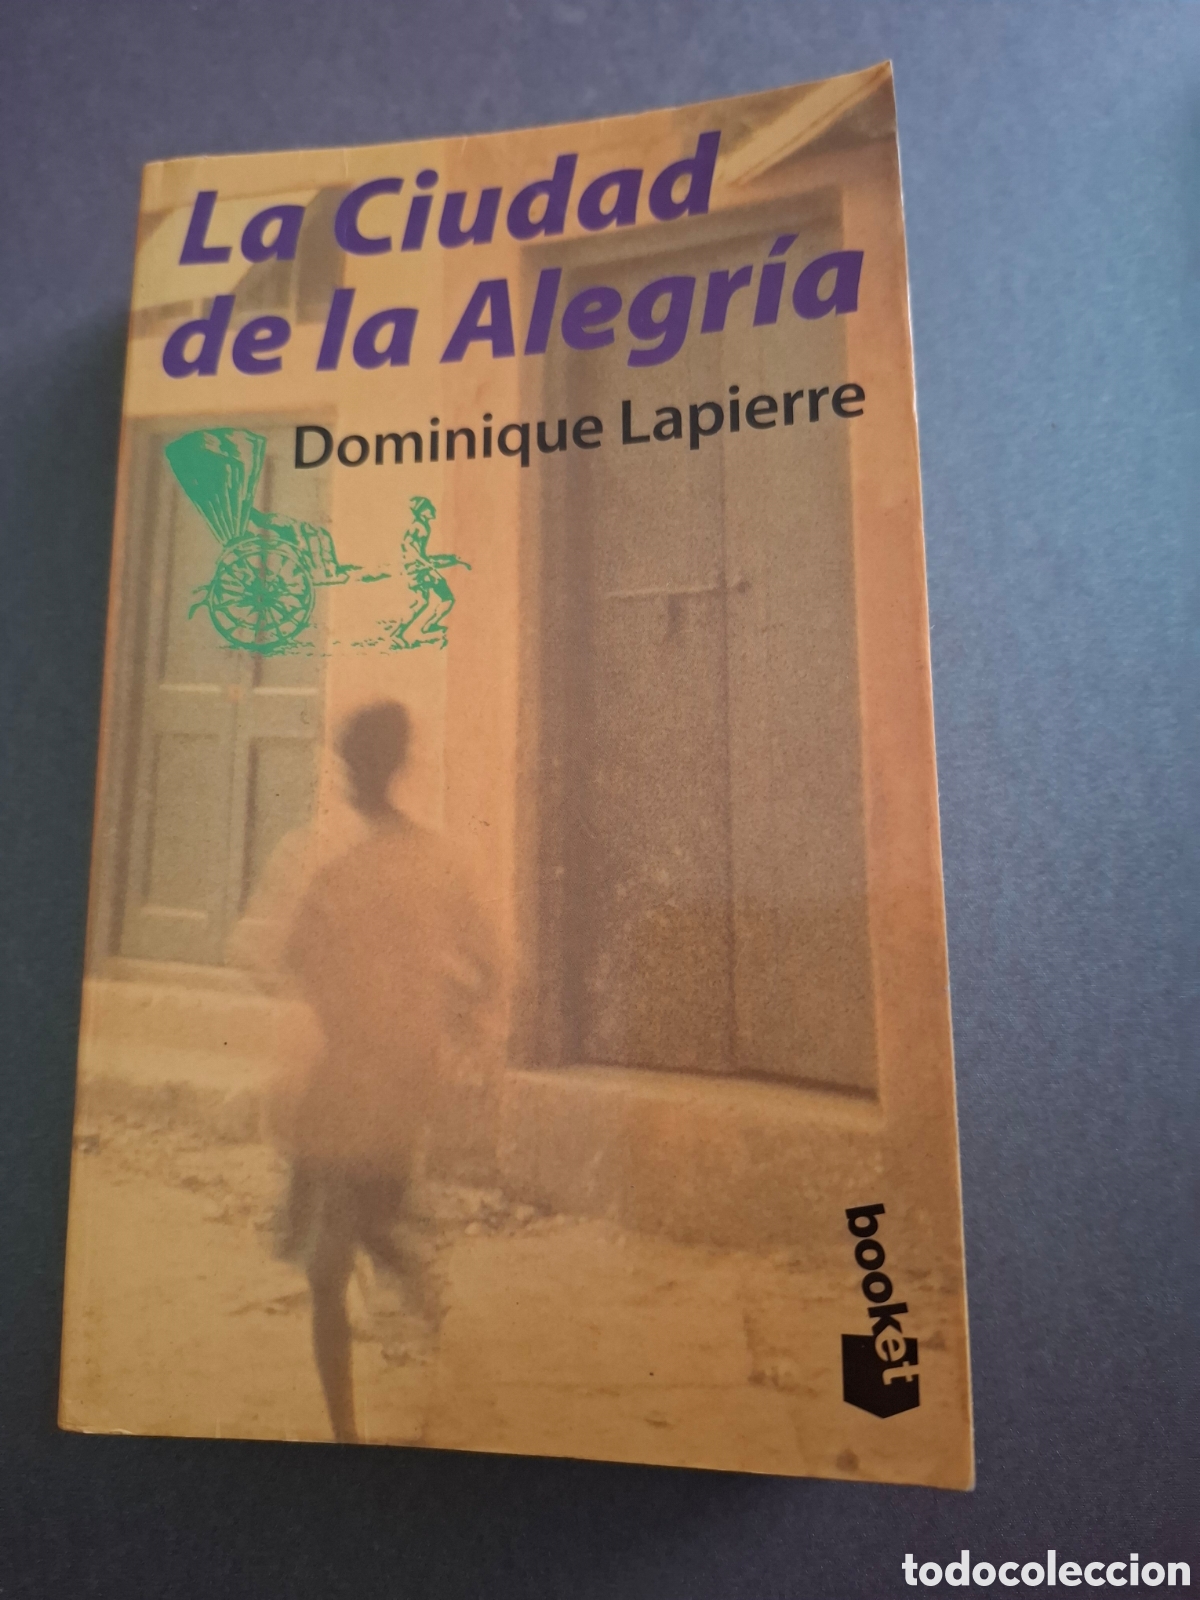 La Ciudad
de la Alegría
Dominique Lapierre
booket
todocoleccion